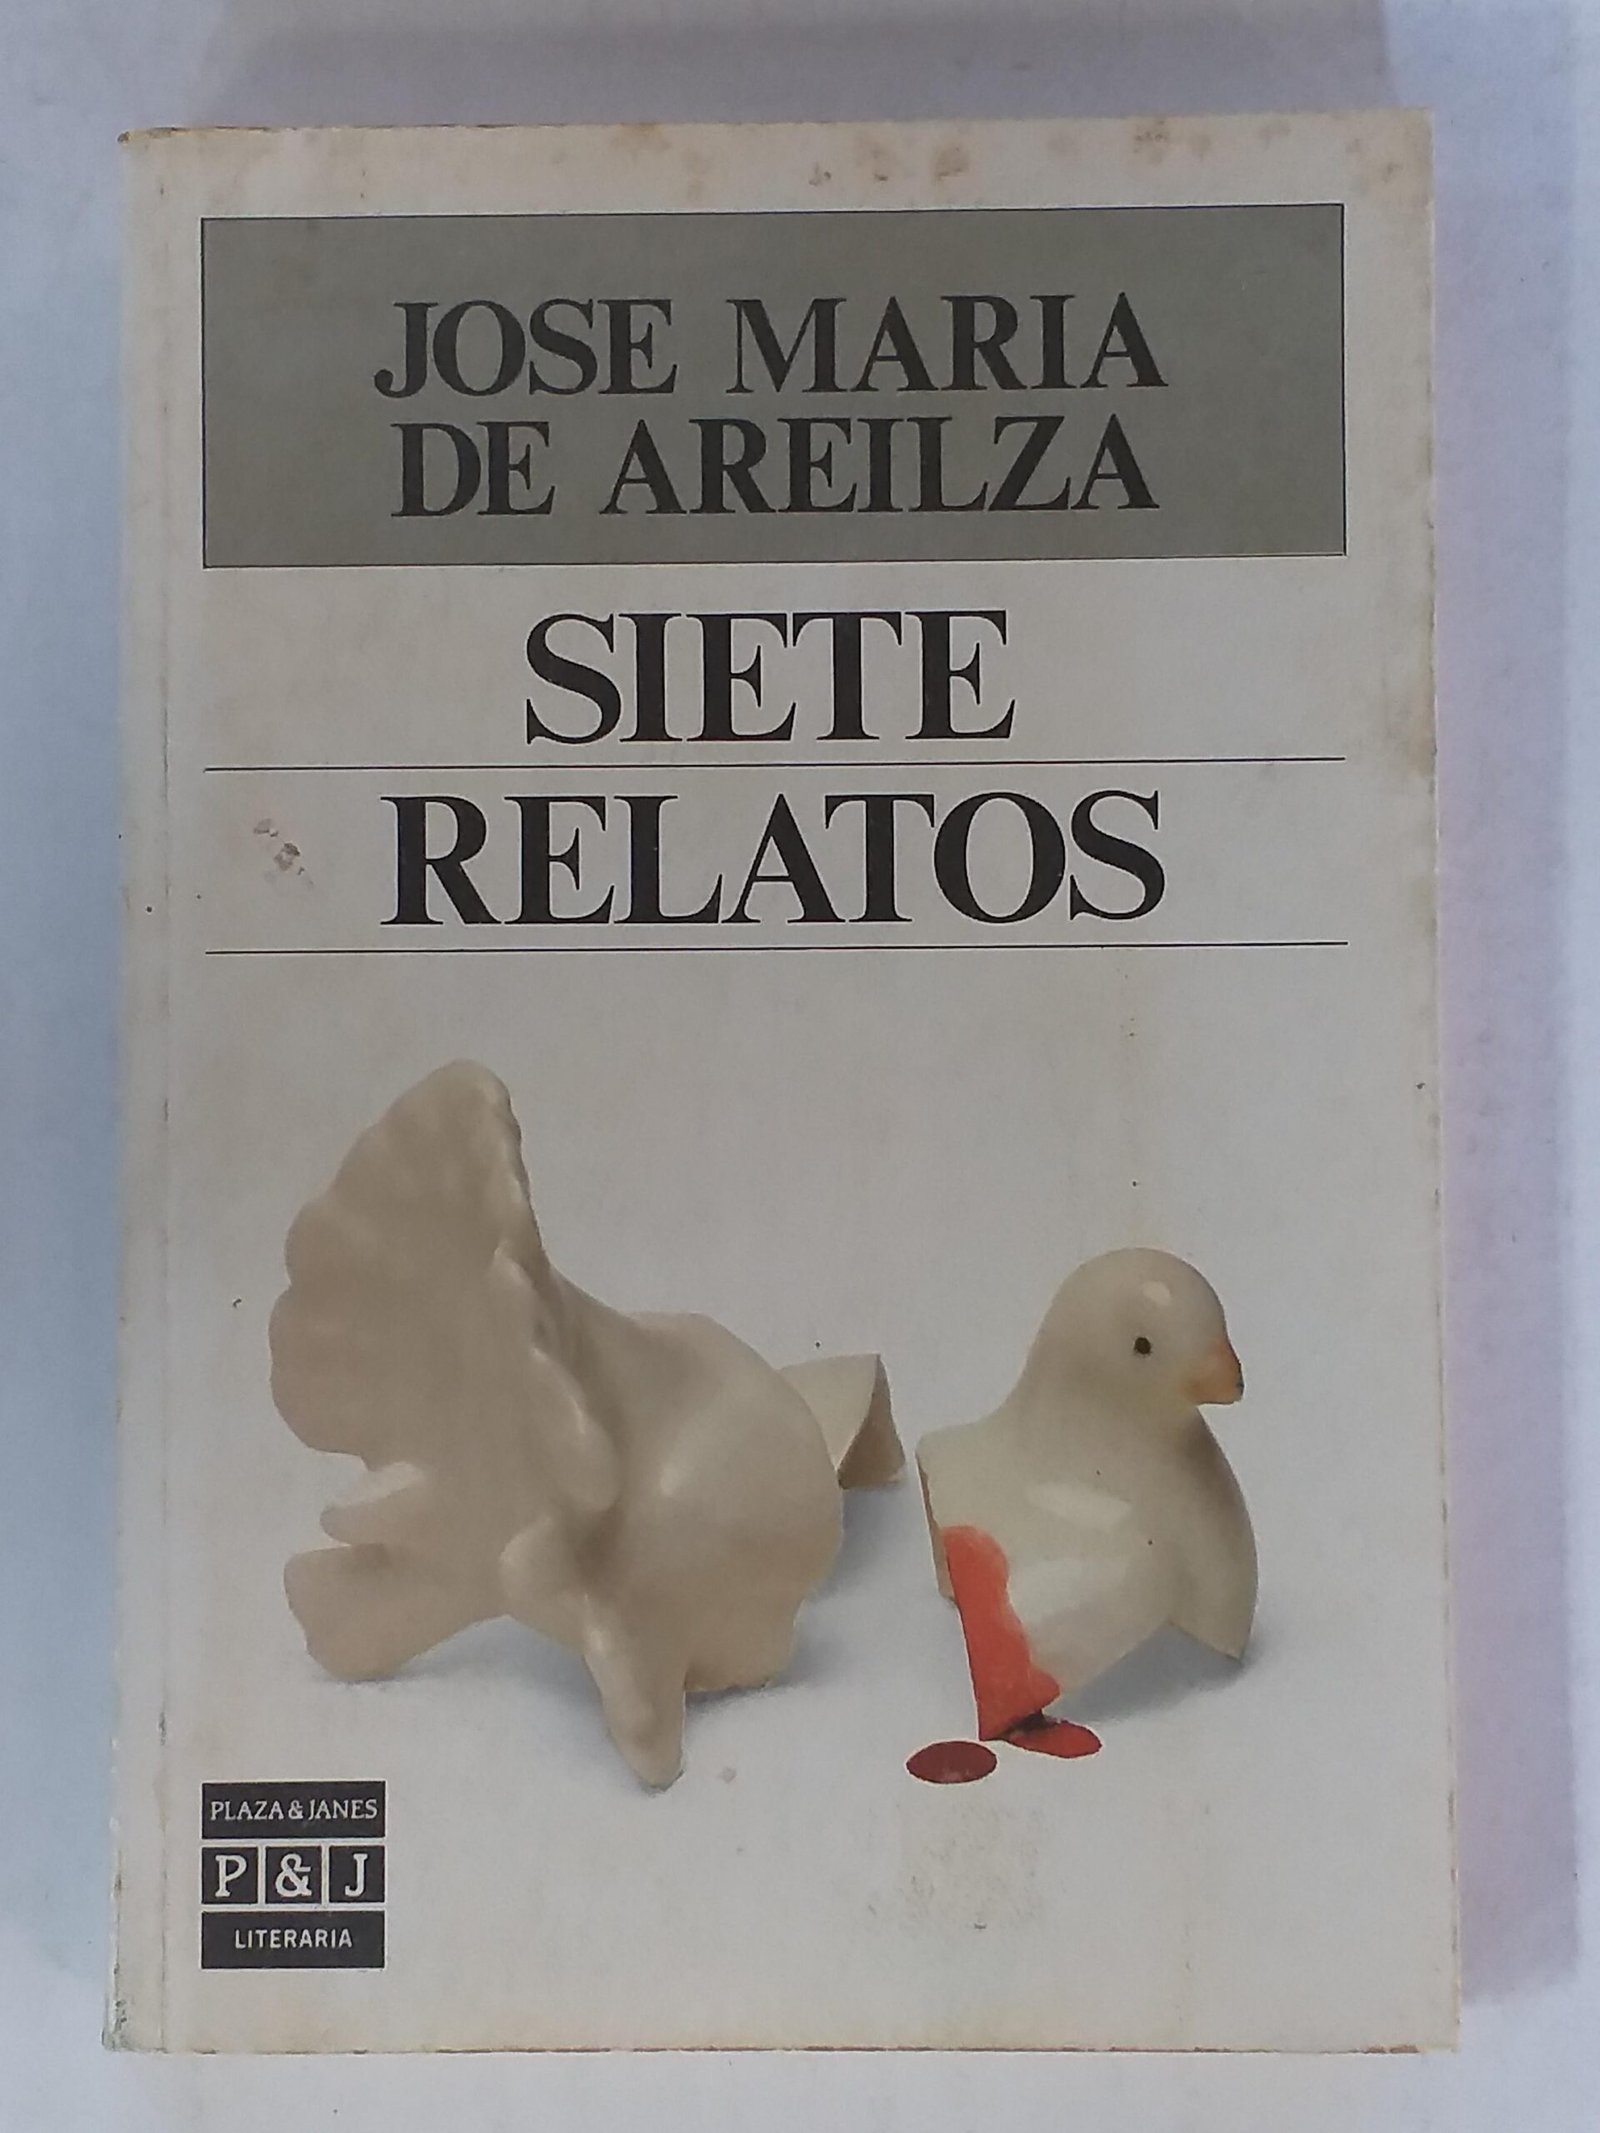 JOSE MARIA
DE AREILZA
SIETE
RELATOS
PLAZA & JANES
P & J
LITERARIA